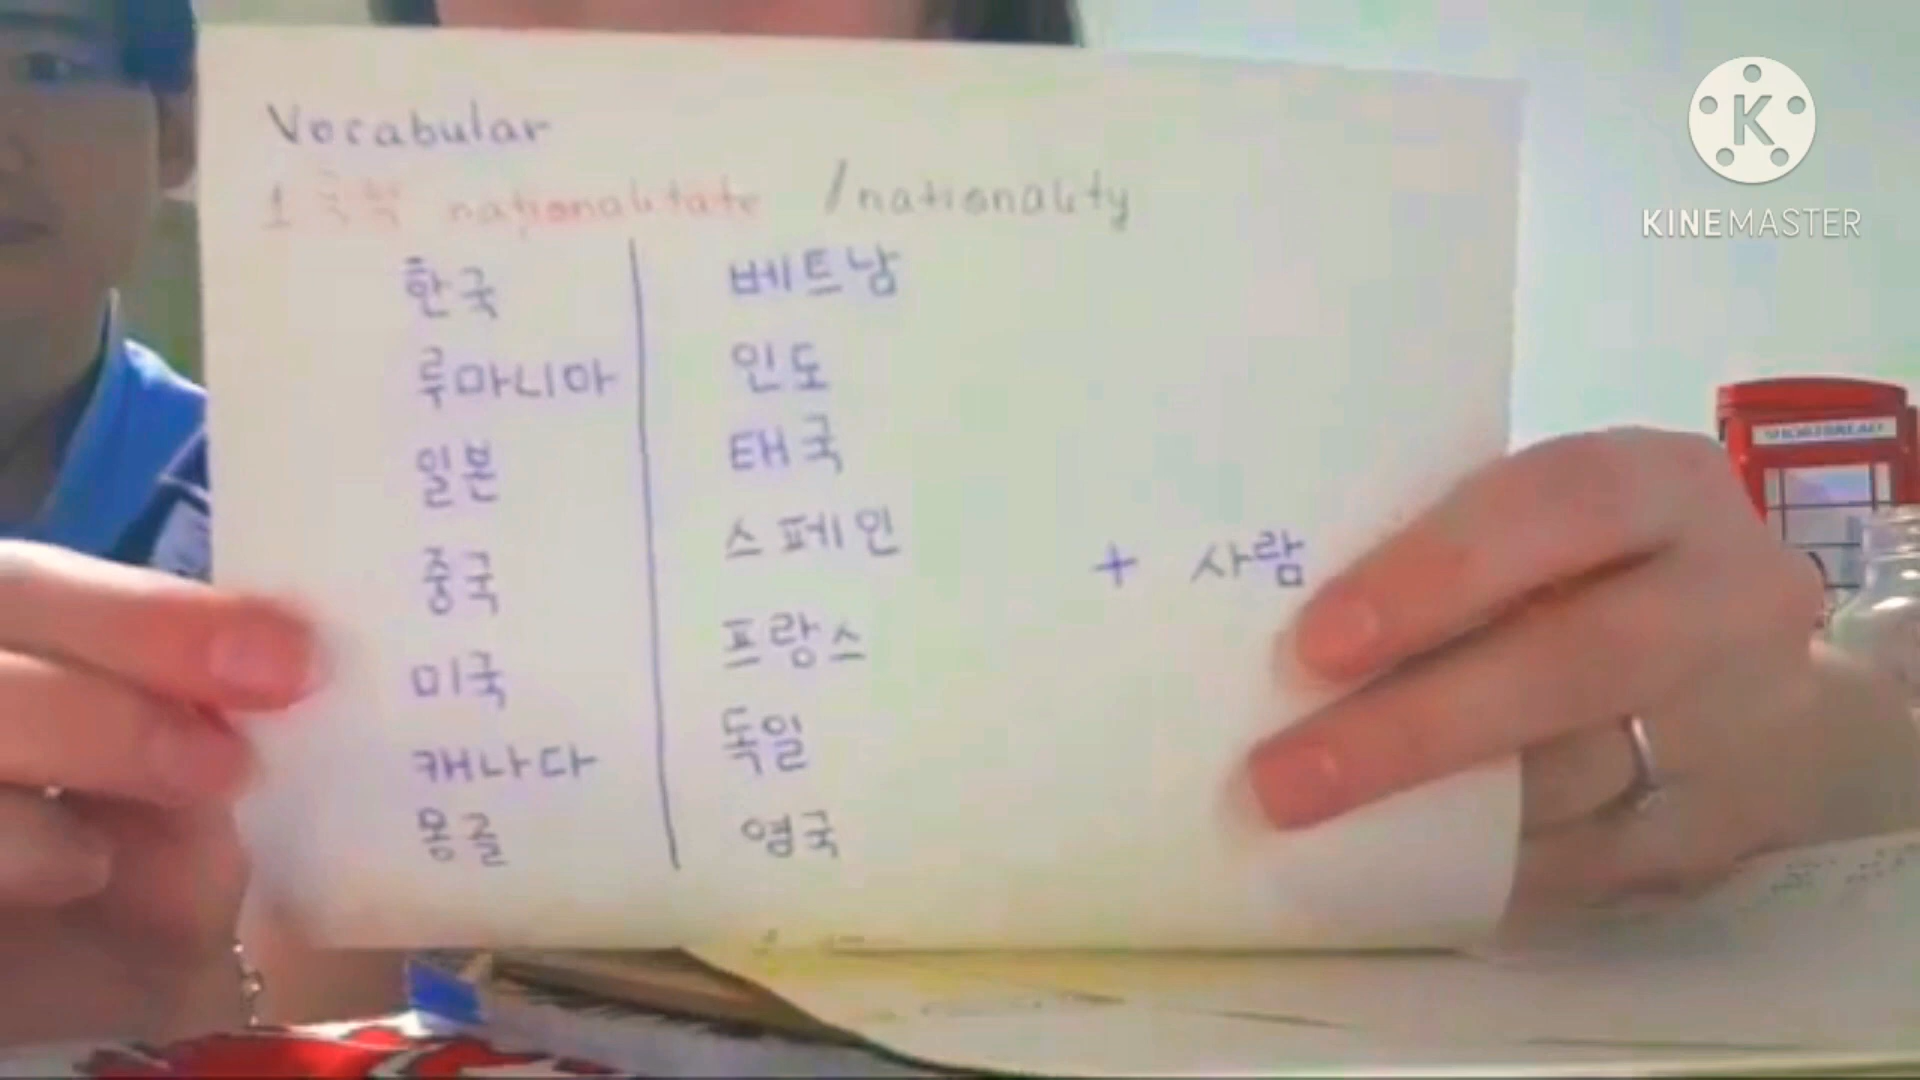 Vocabular
1 국적 naționalitate / nationality
한국
루마니아
일본
중국
미국
캐나다
몽골
베트남
인도
태국
스페인
프랑스
독일
영국
+ 사람
SHORTBREAD
K
KINEMASTER